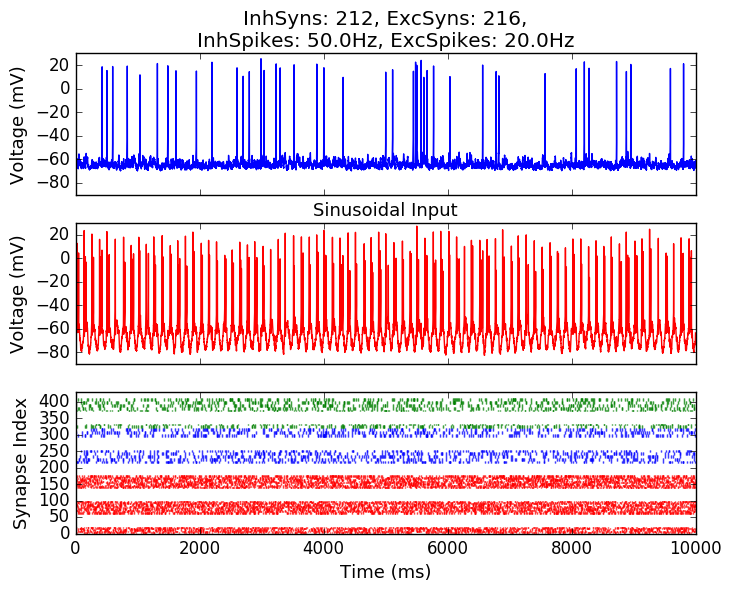 InhSyns: 212, ExcSyns: 216,
InhSpikes: 50.0Hz, ExcSpikes: 20.0Hz
20
0
−20
−40
−60
−80
Voltage (mV)
Sinusoidal Input
20
0
−20
−40
−60
−80
Voltage (mV)
400
350
300
250
200
150
100
50
0
Synapse Index
0 2000 4000 6000 8000 10000
Time (ms)